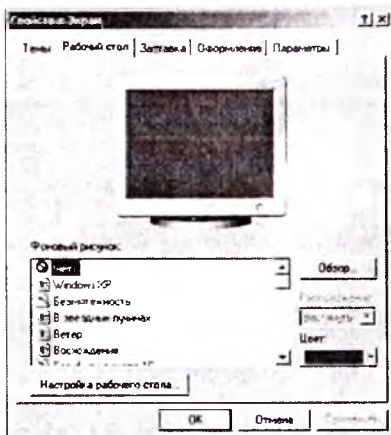 Свойства: Экран
Темы Рабочий стол Заставка Оформление Параметры
Фоновый рисунок:
(Нет)
Windows XP
Безмятежность
В звездных пучинах
Ветер
Восхождение
Обзор...
Расположение:
Растянуть
Цвет:
Настройка рабочего стола...
OK Отмена Применить